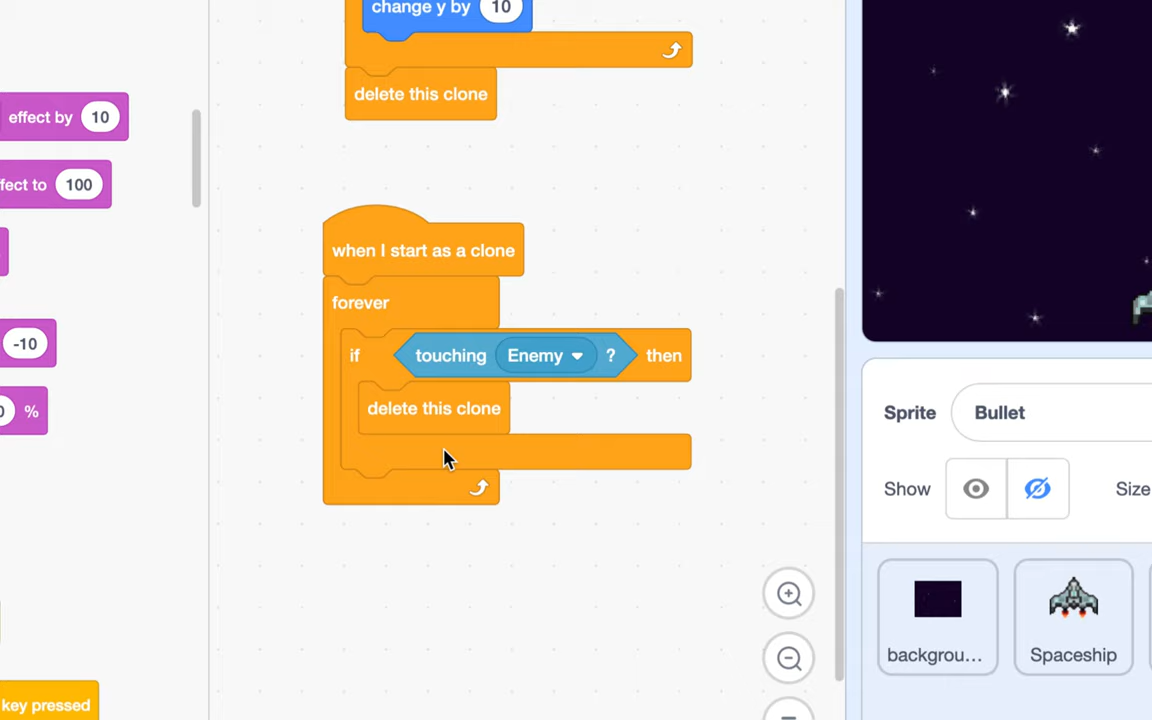 change y by 10
delete this clone
effect by 10
fect to 100
when I start as a clone
forever
if touching Enemy ? then
delete this clone
-10
0 %
key pressed
Sprite Bullet
Show Size
backgrou... Spaceship